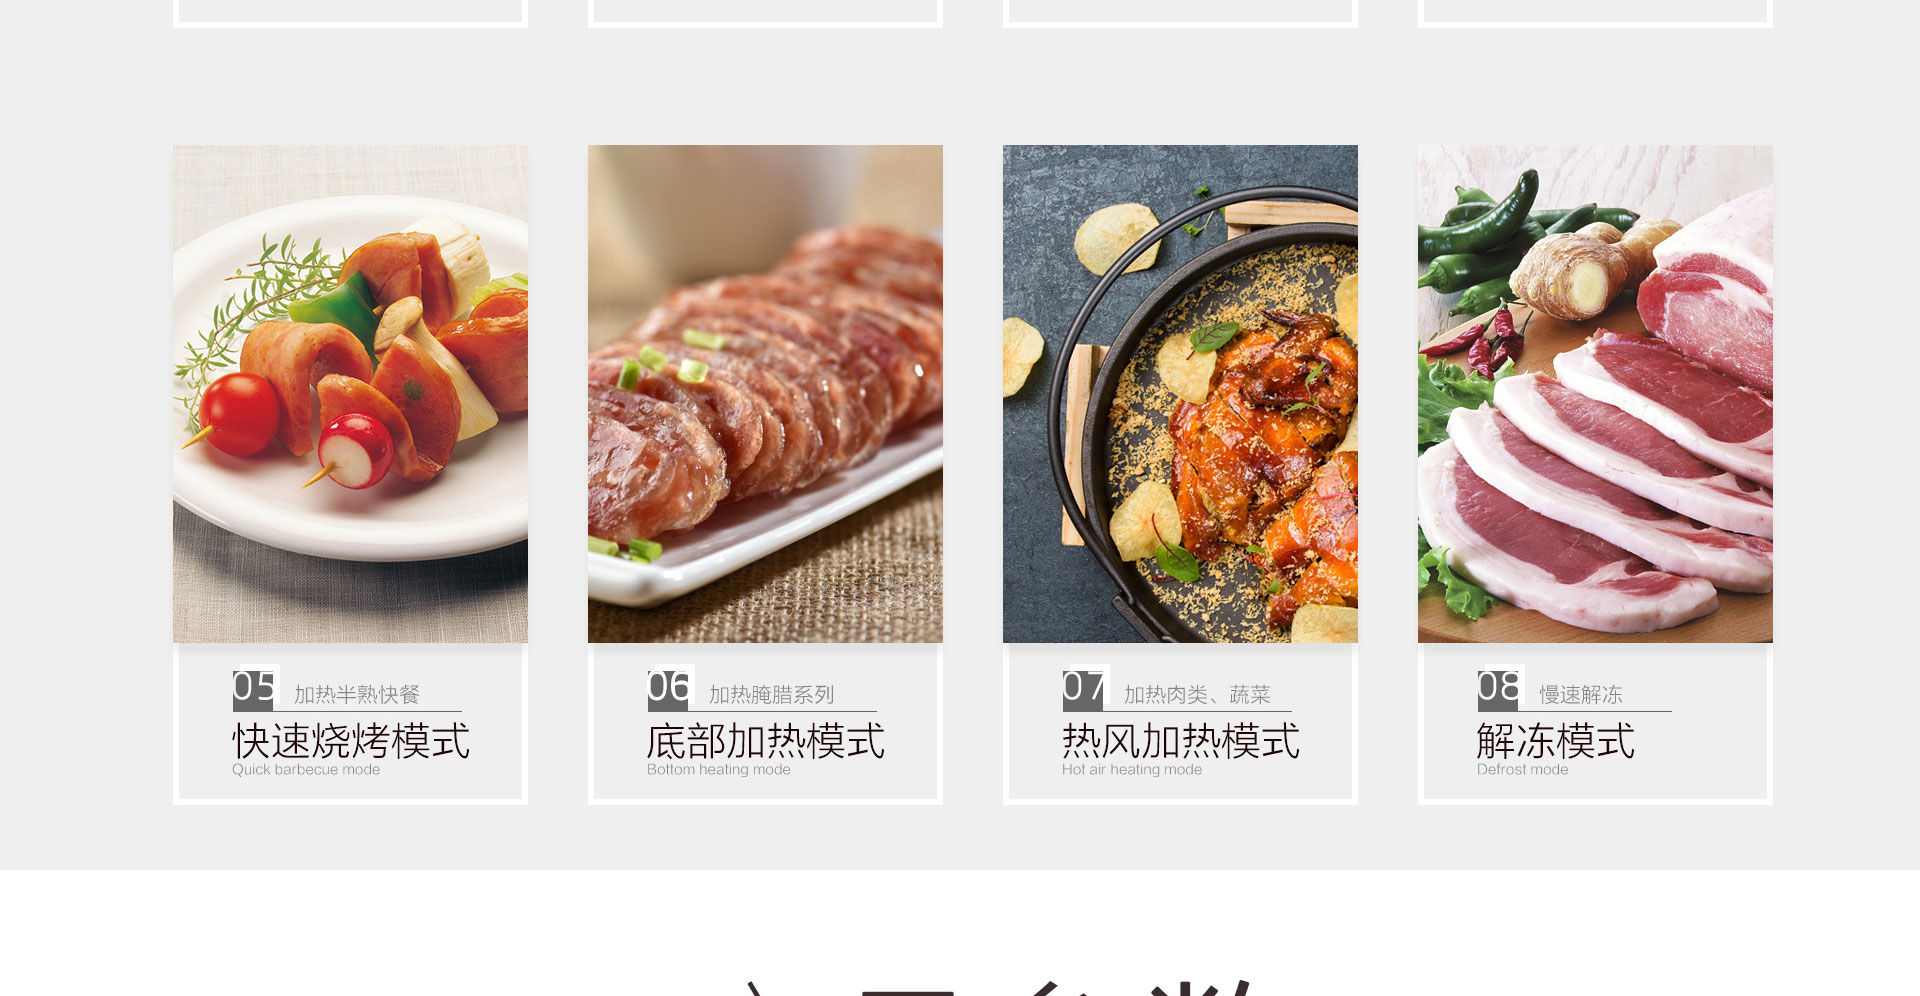 05 加热半熟快餐
快速烧烤模式
Quick barbecue mode
06 加热腌腊系列
底部加热模式
Bottom heating mode
07 加热肉类、蔬菜
热风加热模式
Hot air heating mode
08 慢速解冻
解冻模式
Defrost mode